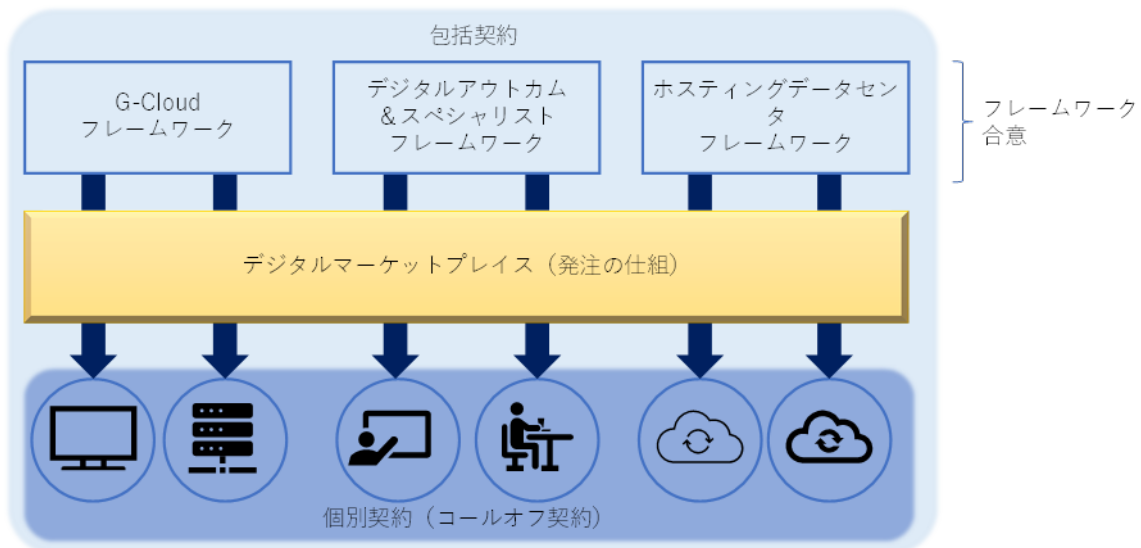 包括契約
G-Cloud
フレームワーク
デジタルアウトカム
&スペシャリスト
フレームワーク
ホスティングデータセン
タ
フレームワーク
フレームワーク
合意
デジタルマーケットプレイス（発注の仕組）
個別契約（コールオフ契約）